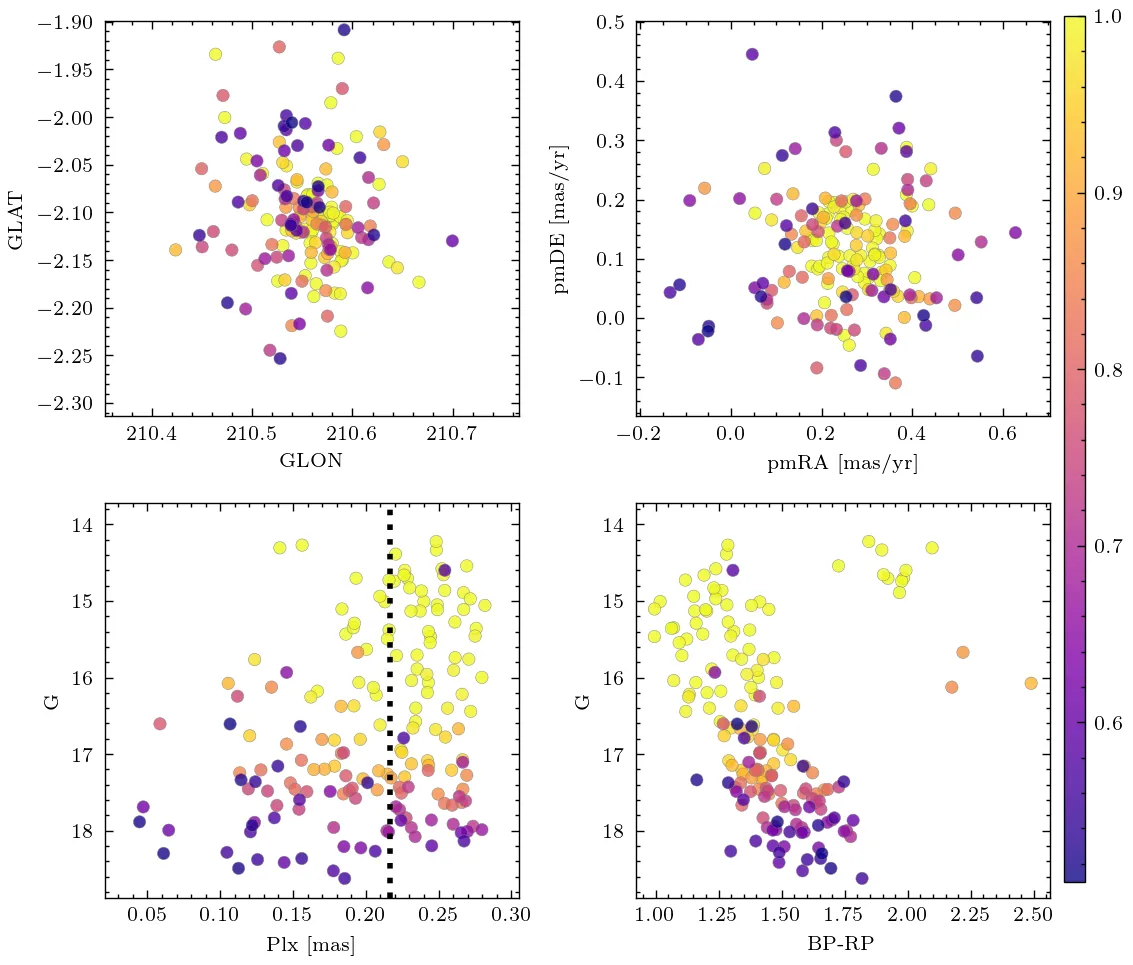 −1.90
−1.95
−2.00
−2.05
−2.10
−2.15
−2.20
−2.25
−2.30
GLAT
210.4 210.5 210.6 210.7
GLON
0.5
0.4
0.3
0.2
0.1
0.0
−0.1
pmDE [mas/yr]
−0.2 0.0 0.2 0.4 0.6
pmRA [mas/yr]
1.0
0.9
0.8
0.7
0.6
14
15
16
17
18
G
0.05 0.10 0.15 0.20 0.25 0.30
Plx [mas]
14
15
16
17
18
G
1.00 1.25 1.50 1.75 2.00 2.25 2.50
BP-RP